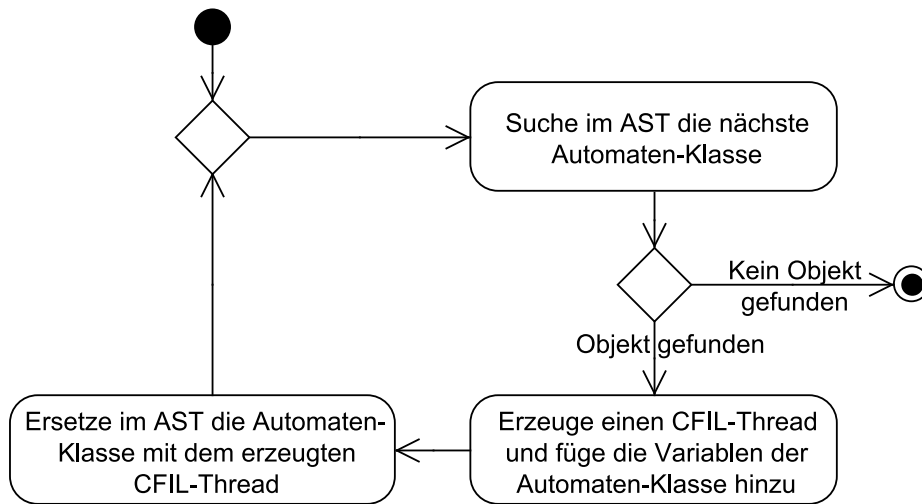 Suche im AST die nächste
Automaten-Klasse
Kein Objekt
gefunden
Objekt gefunden
Ersetze im AST die Automaten-
Klasse mit dem erzeugten
CFIL-Thread
Erzeuge einen CFIL-Thread
und füge die Variablen der
Automaten-Klasse hinzu